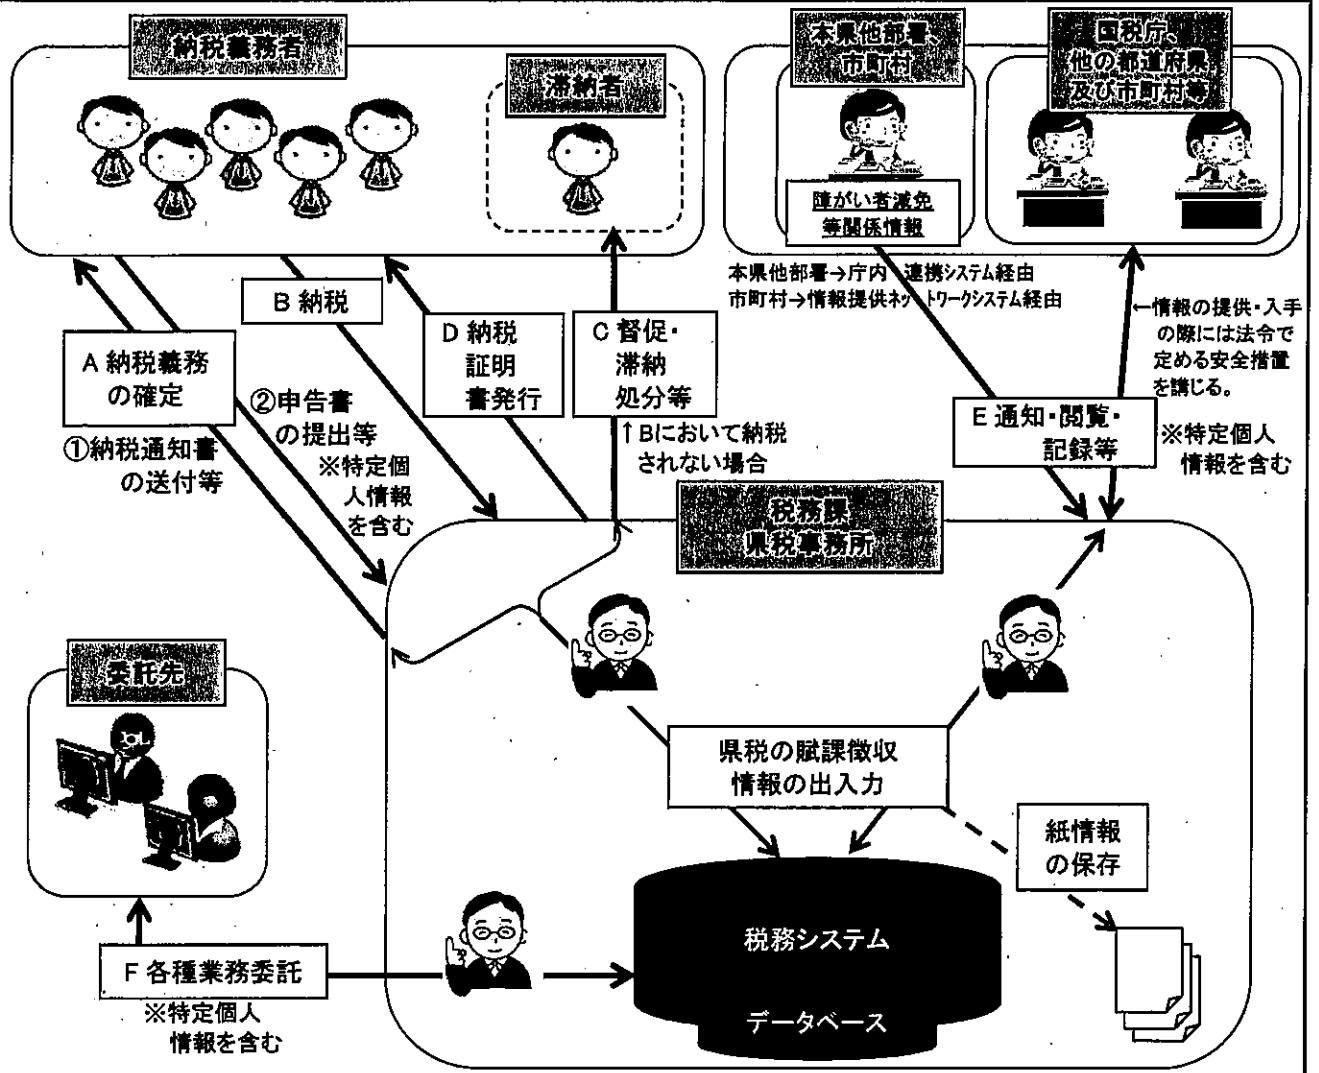 納税義務者
滞納者
本県他部署、
市町村
国税庁、
他の都道府県
及び市町村等
障がい者減免
等関係情報
本県他部署→庁内連携システム経由
市町村→情報提供ネットワークシステム経由
←情報の提供・入手
の際には法令で
定める安全措置
を講じる。
A 納税義務
の確定
①納税通知書
の送付等
②申告書
の提出等
※特定個
人情報
を含む
B 納税
D 納税
証明
書発行
C 督促・
滞納
処分等
↑Bにおいて納税
されない場合
E 通知・閲覧・
記録等
※特定個人
情報を含む
税務課
県税事務所
委託先
県税の賦課徴収
情報の出入力
紙情報
の保存
税務システム
データベース
F 各種業務委託
※特定個人
情報を含む